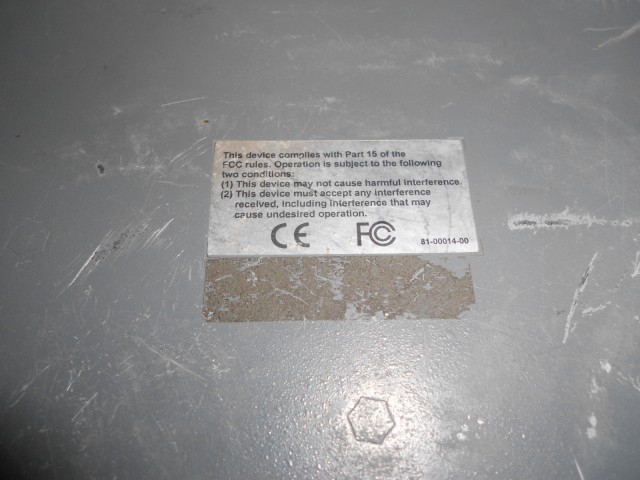 This device complies with Part 15 of the
FCC rules. Operation is subject to the following
two conditions:
(1) This device may not cause harmful interference.
(2) This device must accept any interference
received, including interference that may
cause undesired operation.
CE FC 81-00014-00